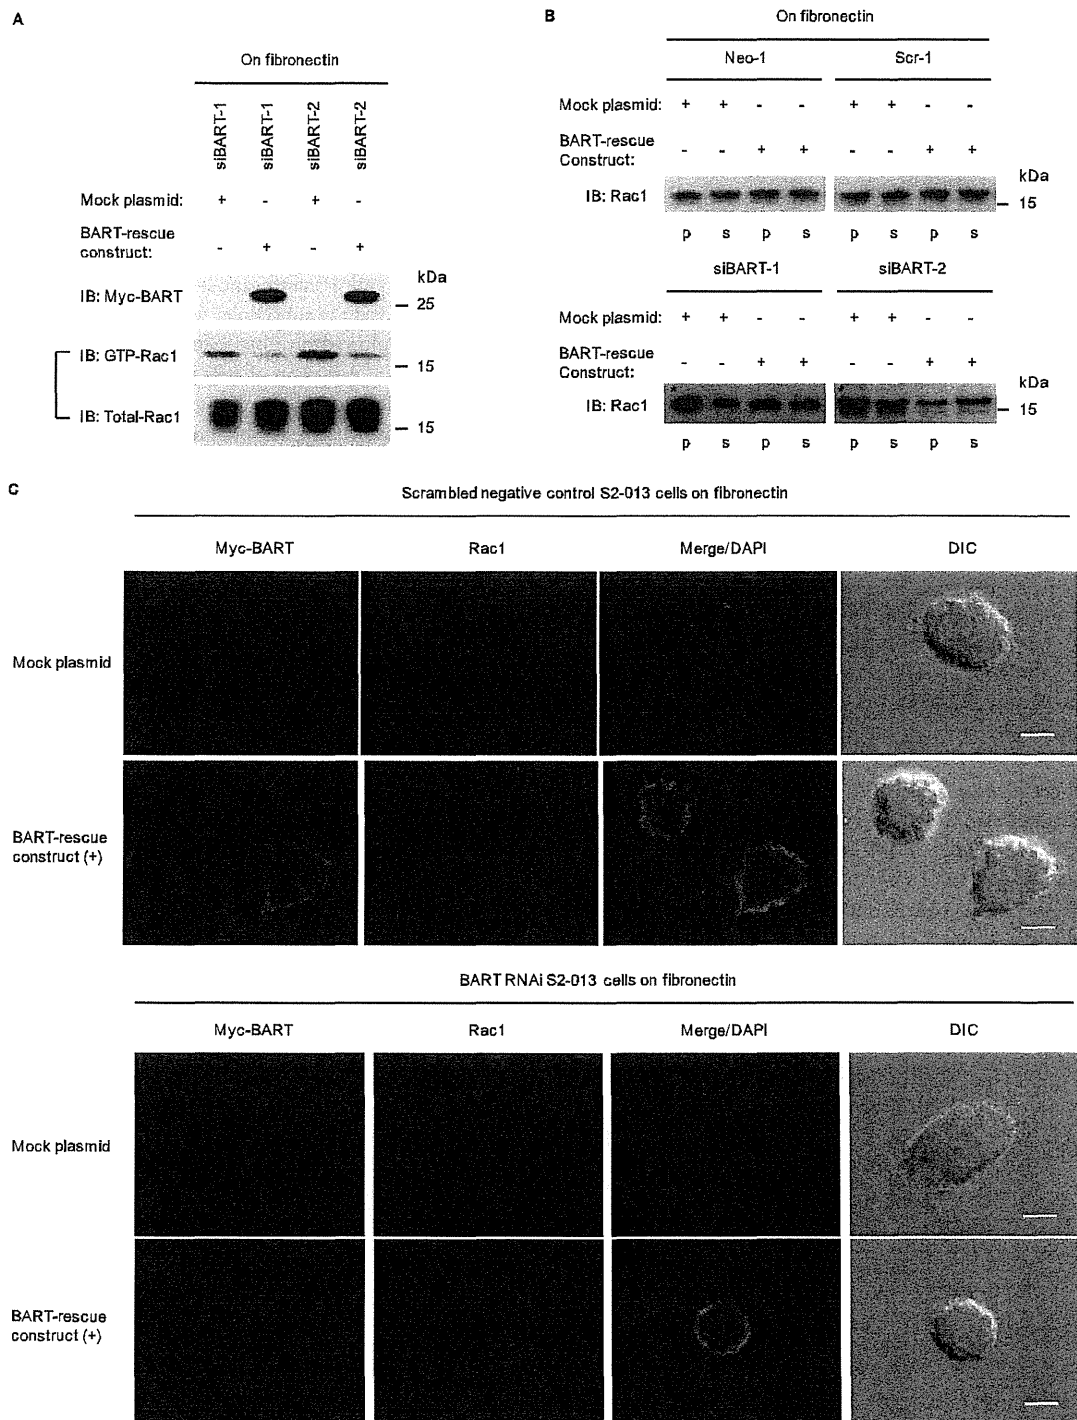 A
On fibronectin
siBART-1 siBART-1 siBART-2 siBART-2
Mock plasmid: + - + -
BART-rescue
construct: - + - +
kDa
IB: Myc-BART
25
IB: GTP-Rac1
15
IB: Total-Rac1
15
B
On fibronectin
Neo-1 Scr-1
Mock plasmid: + + - - + + - -
BART-rescue
Construct: - - + + - - + +
kDa
IB: Rac1
15
p s p s p s p s
siBART-1 siBART-2
Mock plasmid: + + - - + + - -
BART-rescue
Construct: - - + + - - + +
kDa
IB: Rac1
* *
15
p s p s p s p s
C
Scrambled negative control S2-013 cells on fibronectin
Myc-BART Rac1 Merge/DAPI DIC
Mock plasmid
BART-rescue
construct (+)
BART RNAi S2-013 cells on fibronectin
Myc-BART Rac1 Merge/DAPI DIC
Mock plasmid
BART-rescue
construct (+)